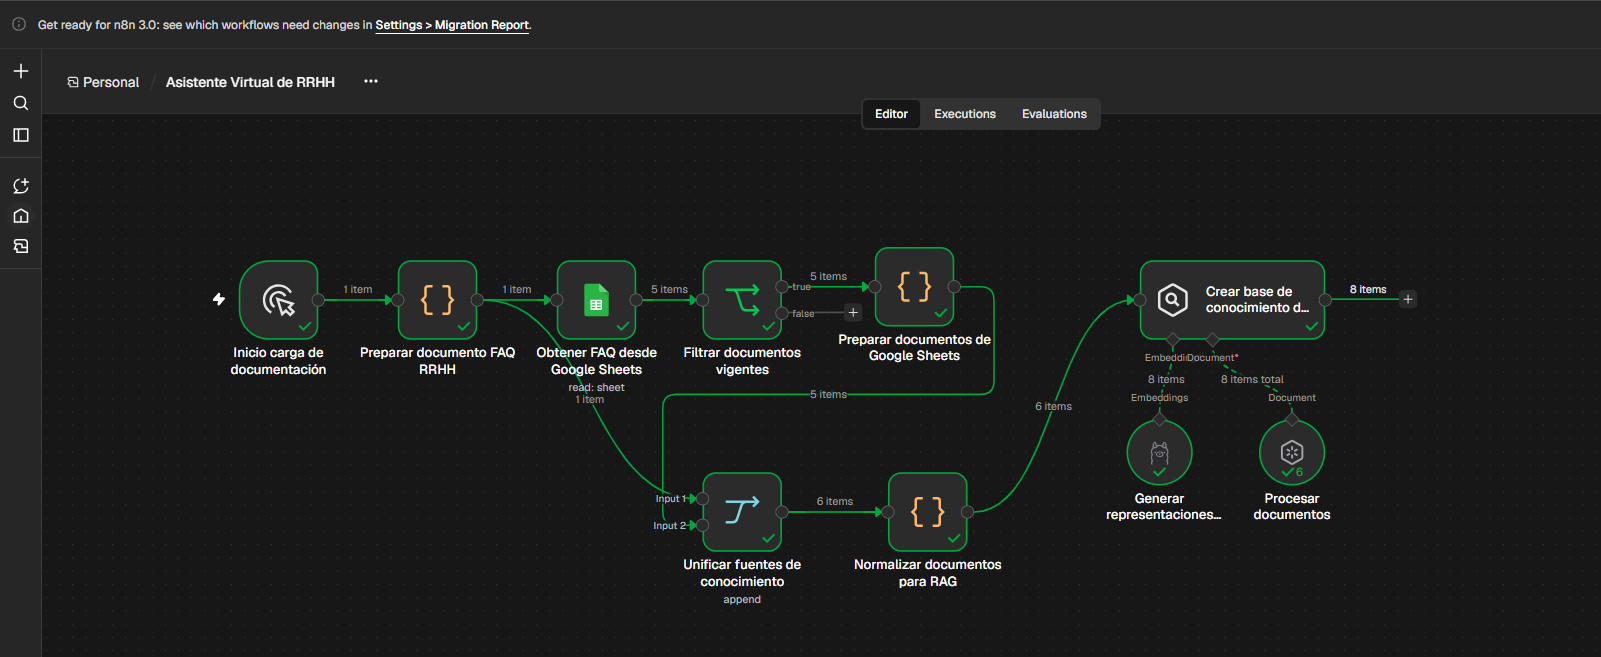 Get ready for n8n 3.0: see which workflows need changes in Settings > Migration Report.
Personal / Asistente Virtual de RRHH ...
Editor Executions Evaluations
1 item
1 item
5 items
5 items
true
false
Inicio carga de
documentación
Preparar documento FAQ
RRHH
Obtener FAQ desde
Google Sheets
read: sheet
1 item
Filtrar documentos
vigentes
Preparar documentos de
Google Sheets
5 items
6 items
Crear base de
conocimiento d...
8 items
Embeddi
Document*
8 items
8 items total
Embeddings
Document
6
Generar
representaciones...
Procesar
documentos
Input 1
Input 2
6 items
Unificar fuentes de
conocimiento
append
Normalizar documentos
para RAG